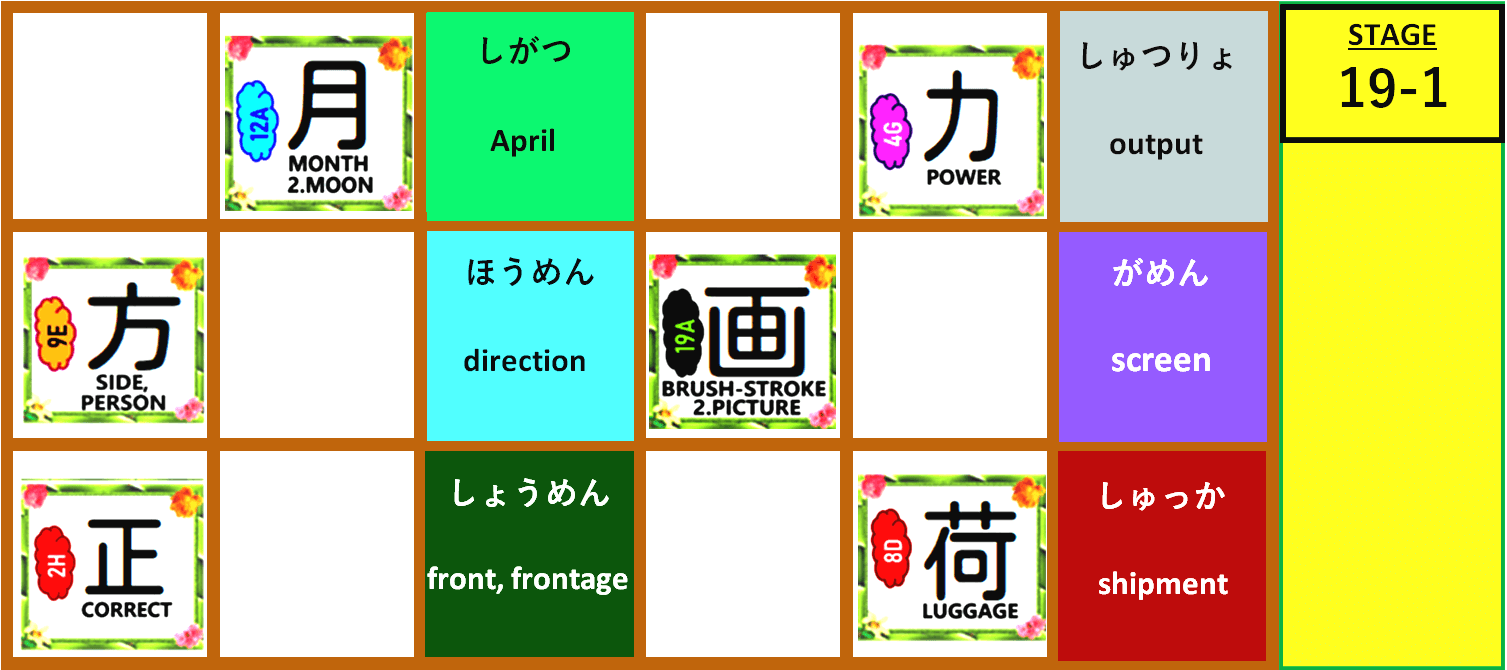 12A
月
MONTH
2.MOON
しがつ
April
4G
力
POWER
しゅつりょ
output
STAGE
19-1
9E
方
SIDE,
PERSON
ほうめん
direction
19A
画
BRUSH-STROKE
2.PICTURE
がめん
screen
2H
正
CORRECT
しょうめん
front, frontage
8D
荷
LUGGAGE
しゅっか
shipment